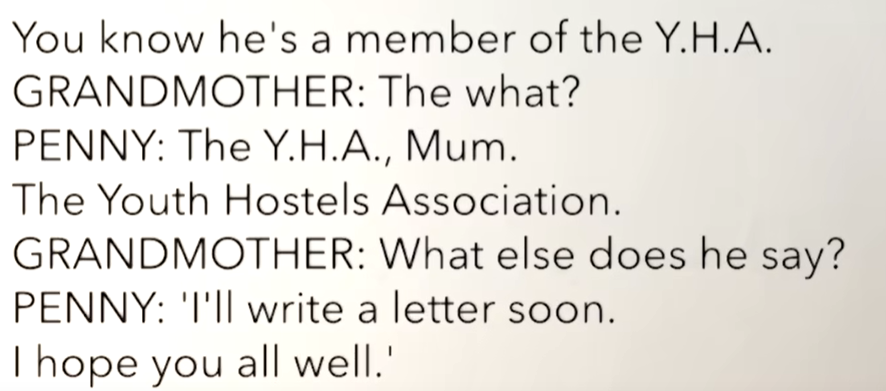 You know he's a member of the Y.H.A.
GRANDMOTHER: The what?
PENNY: The Y.H.A., Mum.
The Youth Hostels Association.
GRANDMOTHER: What else does he say?
PENNY: 'I'll write a letter soon.
I hope you all well.'